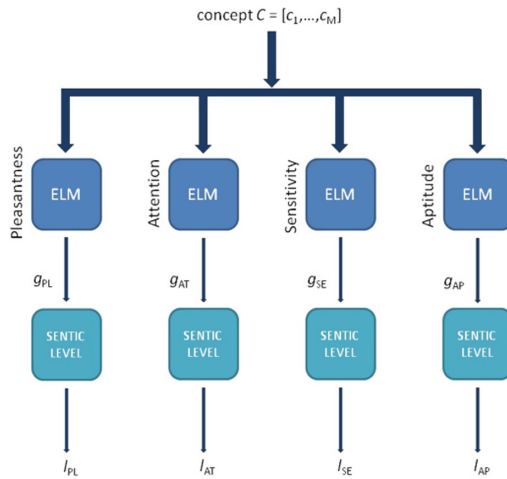 concept C = [c₁,...,cM]
Pleasantness
ELM
Attention
ELM
Sensitivity
ELM
Aptitude
ELM
gPL
gAT
gSE
gAP
SENTIC
LEVEL
SENTIC
LEVEL
SENTIC
LEVEL
SENTIC
LEVEL
lPL
lAT
lSE
lAP